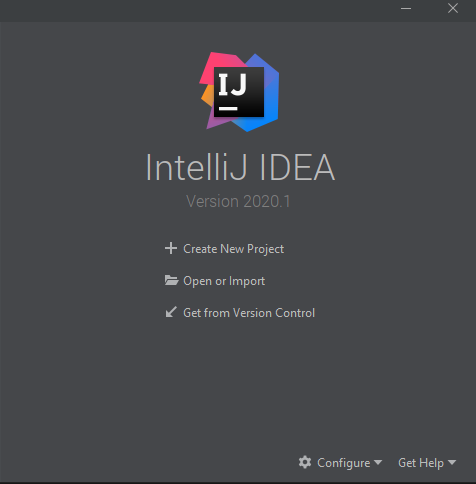 IJ
IntelliJ IDEA
Version 2020.1
Create New Project
Open or Import
Get from Version Control
Configure Get Help